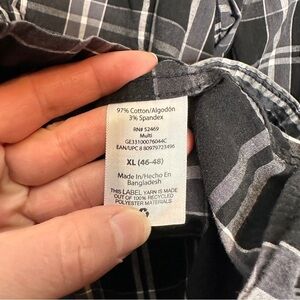 97% Cotton/Algodón
3% Spandex
RN# 52469
Multi
GE33100076044C
EAN/UPC 8 80979723496
XL (46-48)
Made in/Hecho En
Bangladesh
THIS LABEL YARN IS MADE
OUT OF 100% RECYCLED
POLYESTER MATERIALS